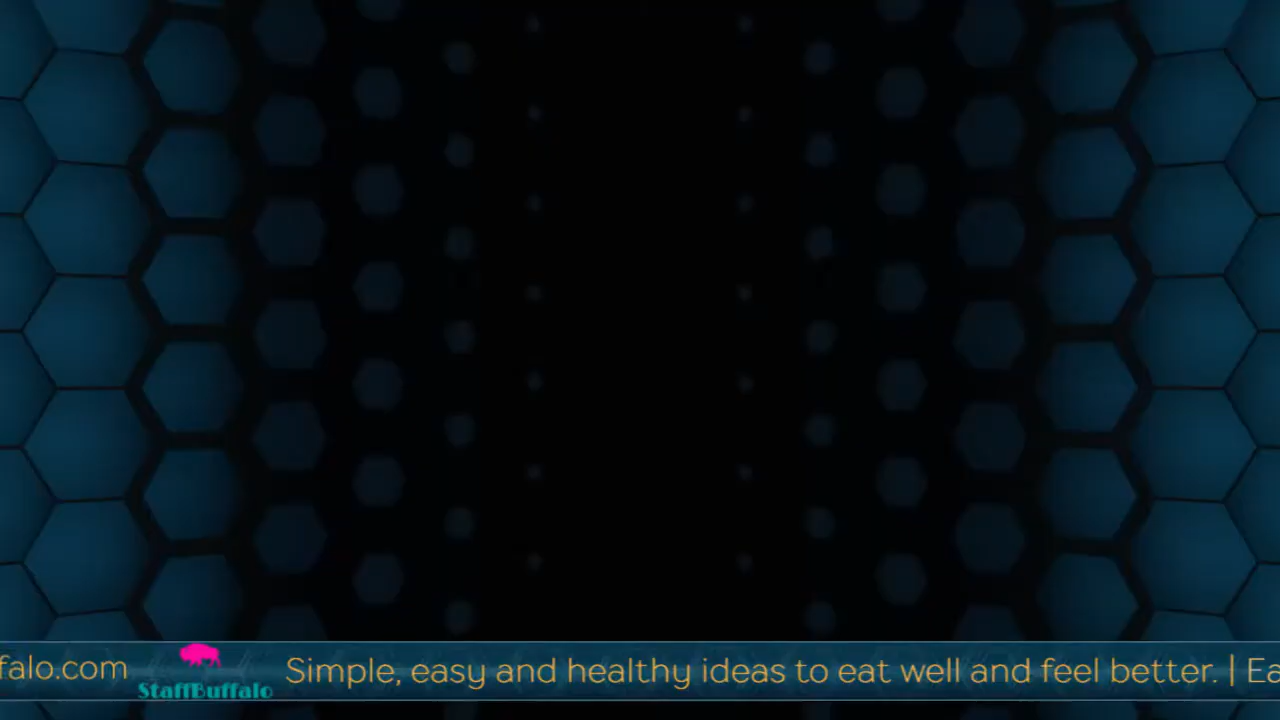 falo.com StaffBuffalo Simple, easy and healthy ideas to eat well and feel better. | Ea